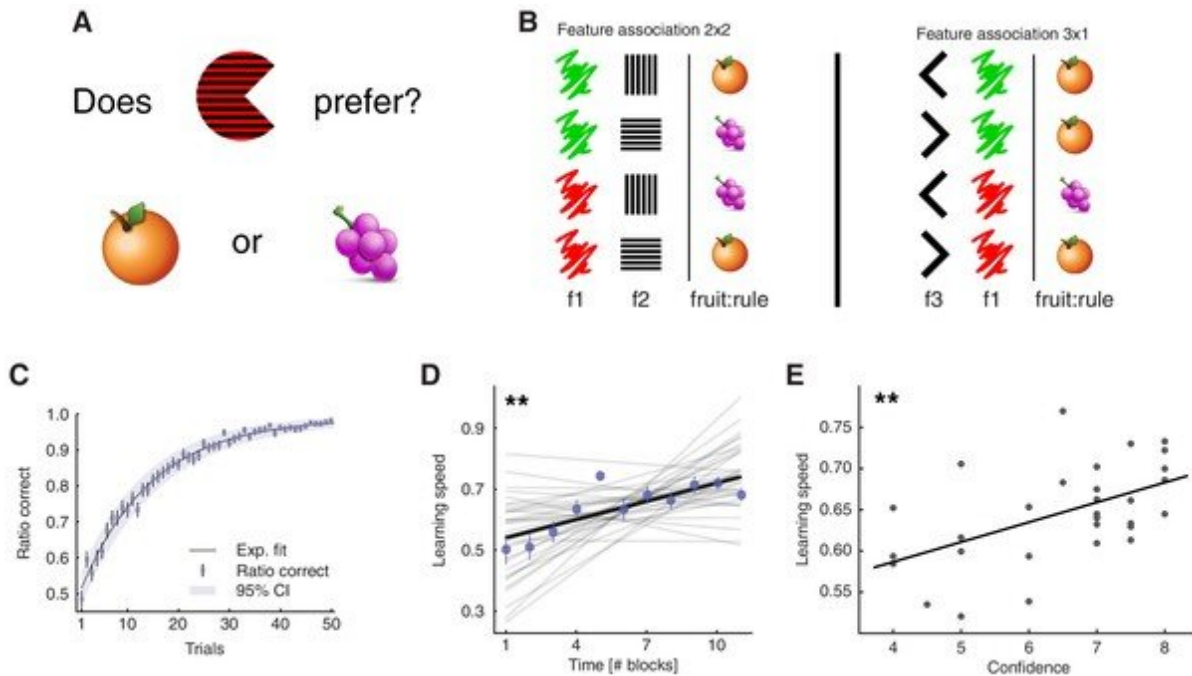 A
Does prefer?
or
B
Feature association 2x2
f1 f2 fruit:rule
Feature association 3x1
f3 f1 fruit:rule
C
Ratio correct
1.0
0.9
0.8
0.7
0.6
0.5
Exp. fit
Ratio correct
95% CI
1 10 20 30 40 50
Trials
D
**
Learning speed
0.9
0.7
0.5
0.3
1 4 7 10
Time [# blocks]
E
**
Learning speed
0.75
0.70
0.65
0.60
0.55
4 5 6 7 8
Confidence